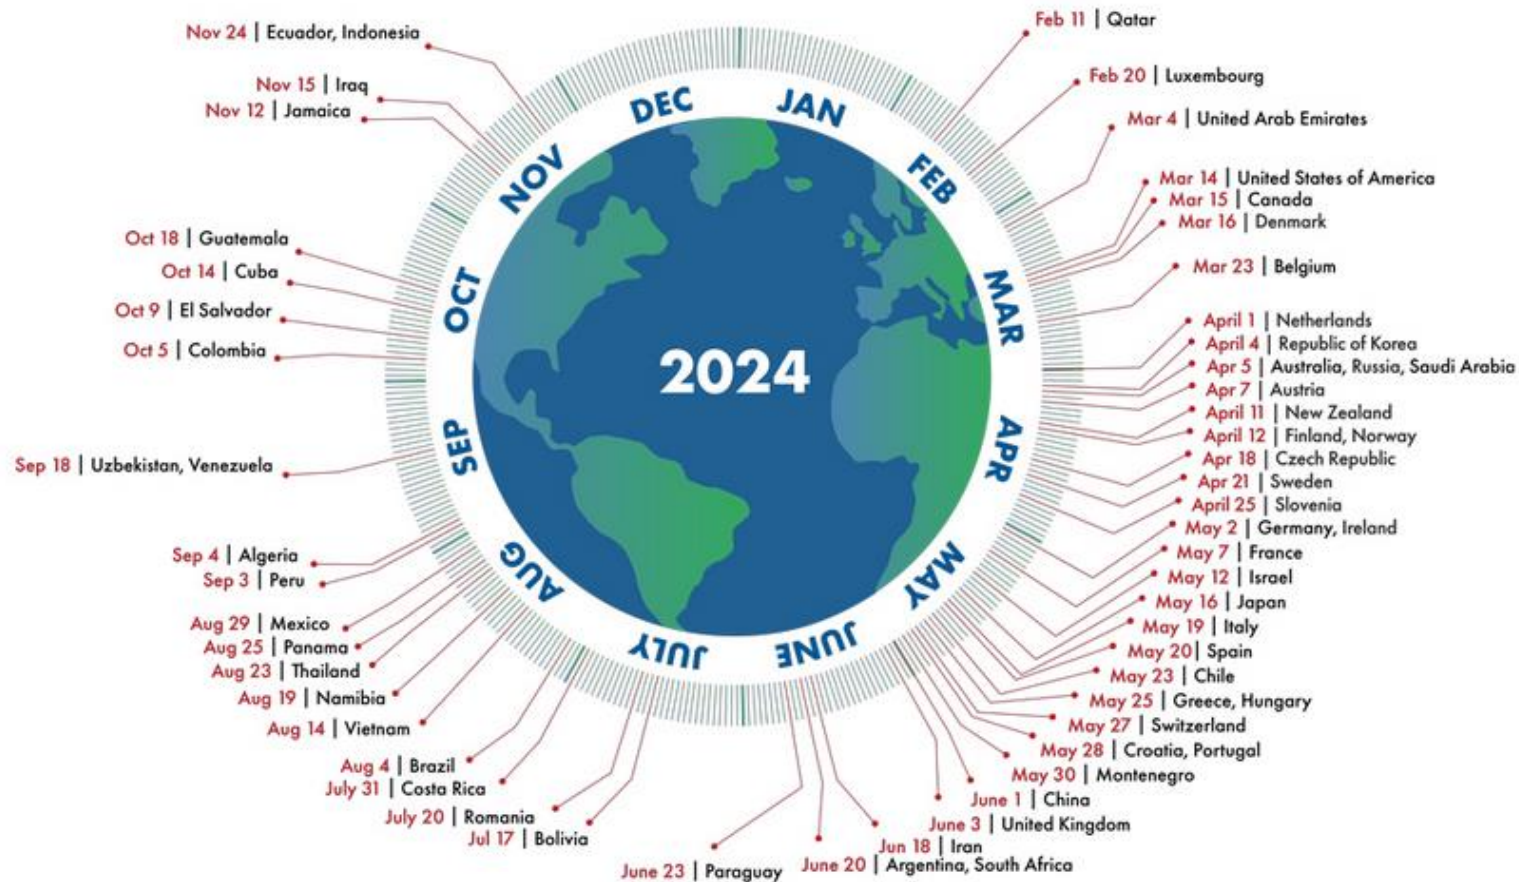 Feb 11 | Qatar
Feb 20 | Luxembourg
Mar 4 | United Arab Emirates
Mar 14 | United States of America
Mar 15 | Canada
Mar 16 | Denmark
Mar 23 | Belgium
April 1 | Netherlands
April 4 | Republic of Korea
Apr 5 | Australia, Russia, Saudi Arabia
Apr 7 | Austria
April 11 | New Zealand
April 12 | Finland, Norway
Apr 18 | Czech Republic
Apr 21 | Sweden
April 25 | Slovenia
May 2 | Germany, Ireland
May 7 | France
May 12 | Israel
May 16 | Japan
May 19 | Italy
May 20| Spain
May 23 | Chile
May 25 | Greece, Hungary
May 27 | Switzerland
May 28 | Croatia, Portugal
May 30 | Montenegro
June 1 | China
June 3 | United Kingdom
Jun 18 | Iran
June 20 | Argentina, South Africa
June 23 | Paraguay
Jul 17 | Bolivia
July 20 | Romania
July 31 | Costa Rica
Aug 4 | Brazil
Aug 14 | Vietnam
Aug 19 | Namibia
Aug 23 | Thailand
Aug 25 | Panama
Aug 29 | Mexico
Sep 3 | Peru
Sep 4 | Algeria
Sep 18 | Uzbekistan, Venezuela
Oct 5 | Colombia
Oct 9 | El Salvador
Oct 14 | Cuba
Oct 18 | Guatemala
Nov 12 | Jamaica
Nov 15 | Iraq
Nov 24 | Ecuador, Indonesia
JAN
FEB
MAR
APR
MAY
JUNE
JULY
AUG
SEP
OCT
NOV
DEC
2024